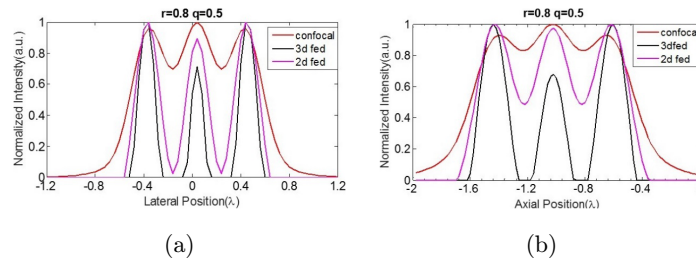 r=0.8 q=0.5
Normalized Intensity(a.u.)
1
0.8
0.6
0.4
0.2
0
-1.2 -0.8 -0.4 0 0.4 0.8 1.2
Lateral Position(λ)
confocal
3d fed
2d fed
(a)
r=0.8 q=0.5
Normalized Intensity(a.u.)
1
0.8
0.6
0.4
0.2
0
-2 -1.6 -1.2 -0.8 -0.4
Axial Position(λ)
confocal
3dfed
2d fed
(b)